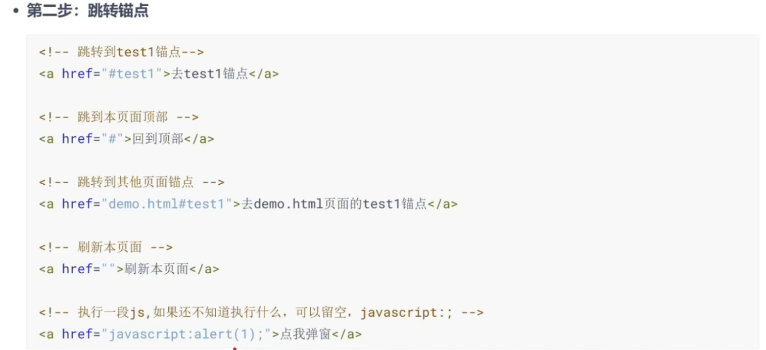 • 第二步：跳转锚点
<!-- 跳转到test1锚点-->
<a href="#test1">去test1锚点</a>
<!-- 跳到本页面顶部 -->
<a href="#">回到顶部</a>
<!-- 跳转到其他页面锚点 -->
<a href="demo.html#test1">去demo.html页面的test1锚点</a>
<!-- 刷新本页面 -->
<a href="">刷新本页面</a>
<!-- 执行一段js,如果还不知道执行什么，可以留空，javascript:; -->
<a href="javascript:alert(1);">点我弹窗</a>